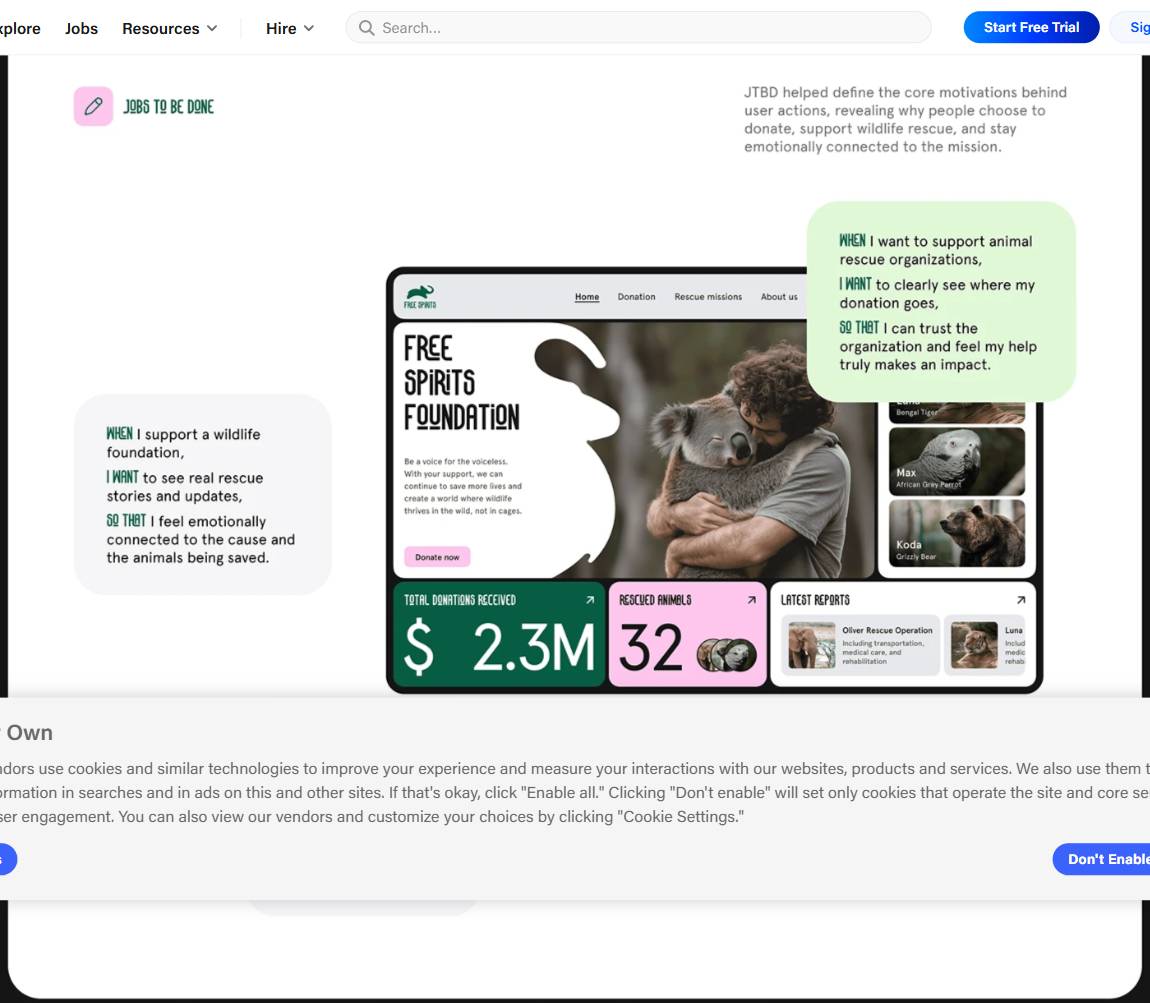 xplore
Jobs
Resources
Hire
Search...
Start Free Trial
Sig
JOBS TO BE DONE
JTBD helped define the core motivations behind
user actions, revealing why people choose to
donate, support wildlife rescue, and stay
emotionally connected to the mission.
WHEN I want to support animal
rescue organizations,
I WANT to clearly see where my
donation goes,
SO THAT I can trust the
organization and feel my help
truly makes an impact.
FREE SPIRITS
Home
Donation
Rescue missions
About us
FREE
SPIRITS
FOUNDATION
Be a voice for the voiceless.
With your support, we can
continue to save more lives and
create a world where wildlife
thrives in the wild, not in cages.
Donate now
Luna
Bengal Tiger
Max
African Grey Parrot
Koda
Grizzly Bear
WHEN I support a wildlife
foundation,
I WANT to see real rescue
stories and updates,
SO THAT I feel emotionally
connected to the cause and
the animals being saved.
TOTAL DONATIONS RECEIVED
$ 2.3M
RESCUED ANIMALS
32
LATEST REPORTS
Oliver Rescue Operation
Including transportation,
medical care, and
rehabilitation
Luna
Includ
medic
rehab
Own
ndors use cookies and similar technologies to improve your experience and measure your interactions with our websites, products and services. We also use them t
ormation in searches and in ads on this and other sites. If that's okay, click "Enable all." Clicking "Don't enable" will set only cookies that operate the site and core se
ser engagement. You can also view our vendors and customize your choices by clicking "Cookie Settings."
s
Don't Enable